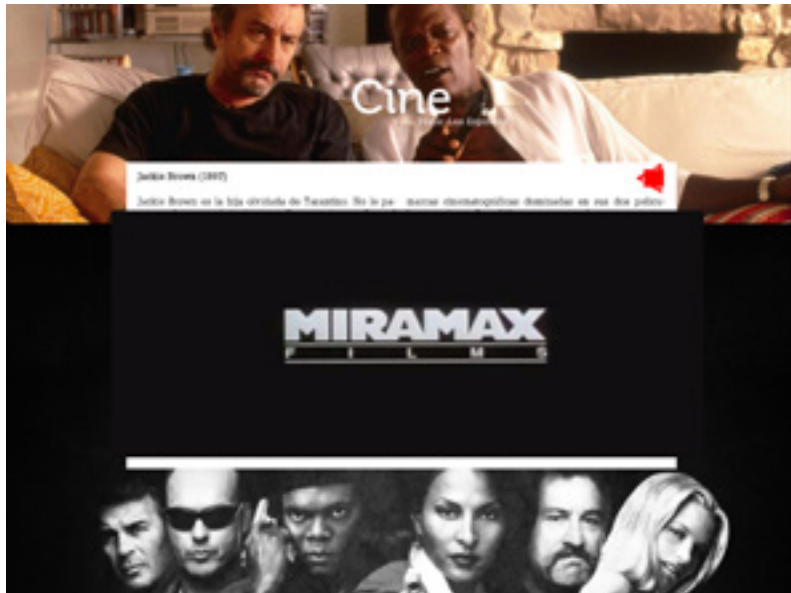 Cine
Jackie Brown (1997)
Jackie Brown es la hija olvidada de Tarantino. No le pa-
marcas cinematográficas dominadas en sus dos pelícu-
MIRAMAX
FILMS